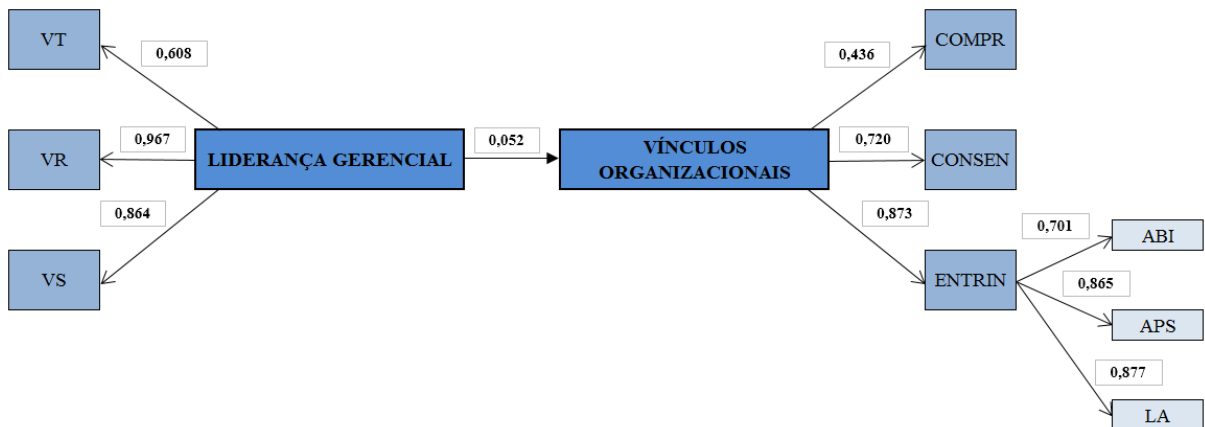 VT
COMPR
0,608
0,436
VR
0,967
LIDERANÇA GERENCIAL
0,052
VÍNCULOS
ORGANIZACIONAIS
0,720
CONSEN
0,864
0,873
0,701
ABI
VS
ENTRIN
0,865
APS
0,877
LA